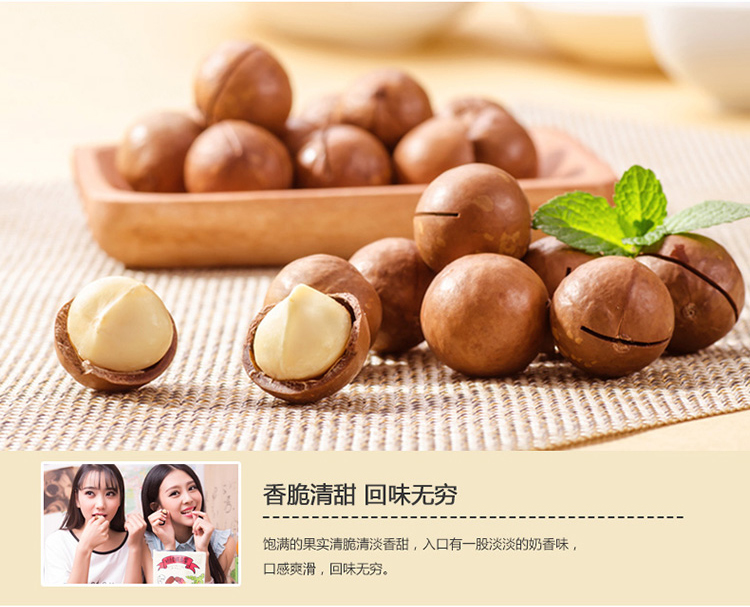 香脆清甜 回味无穷
饱满的果实清脆清淡香甜，入口有一股淡淡的奶香味，
口感爽滑，回味无穷。